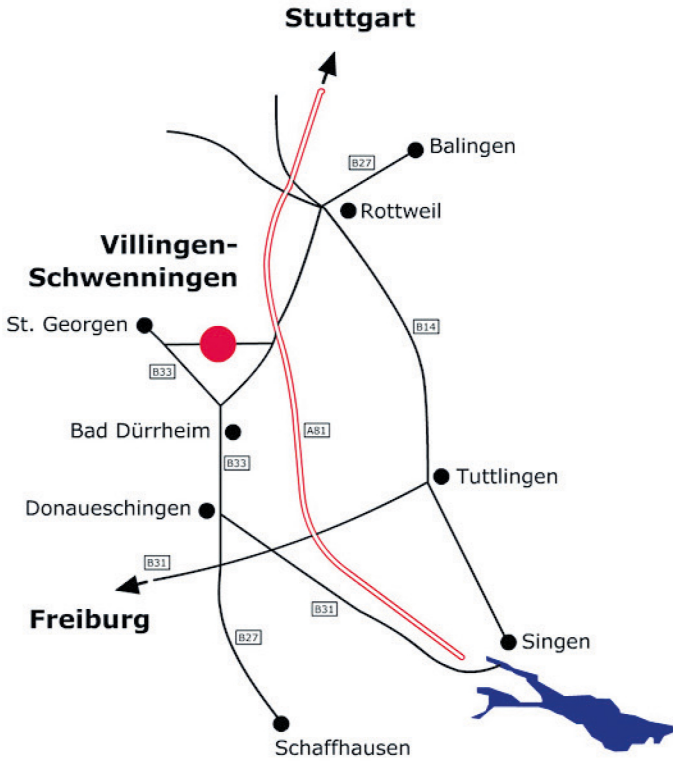 Stuttgart
Balingen
B27
Rottweil
Villingen-
Schwenningen
St. Georgen
B14
B33
Bad Dürrheim
A81
B33
Tuttlingen
Donaueschingen
B31
Freiburg
B31
B27
Singen
Schaffhausen